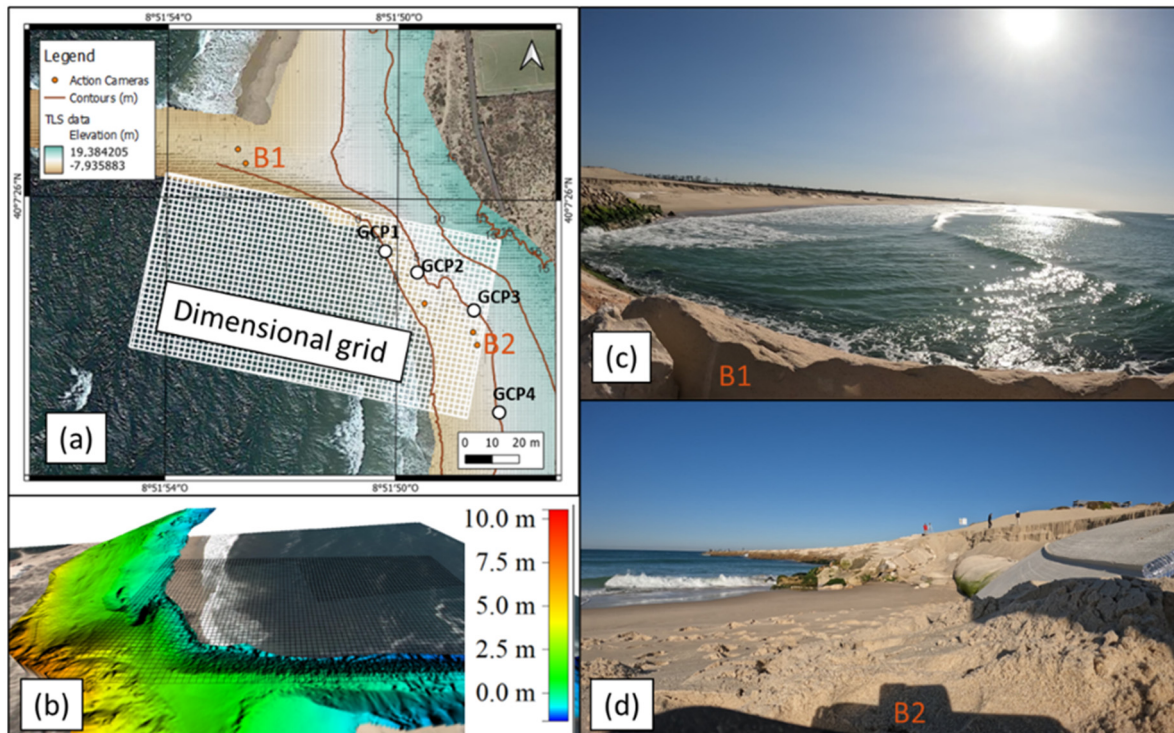 8°51'54"O
8°51'50"O
Legend
Action Cameras
Contours (m)
TLS data
Elevation (m)
19,384205
-7,935883
B1
40°7'26"N
40°7'26"N
GCP1
GCP2
GCP3
Dimensional grid
B2
GCP4
(a)
0 10 20 m
8°51'54"O
8°51'50"O
(b)
10.0 m
7.5 m
5.0 m
2.5 m
0.0 m
(c)
B1
(d)
B2